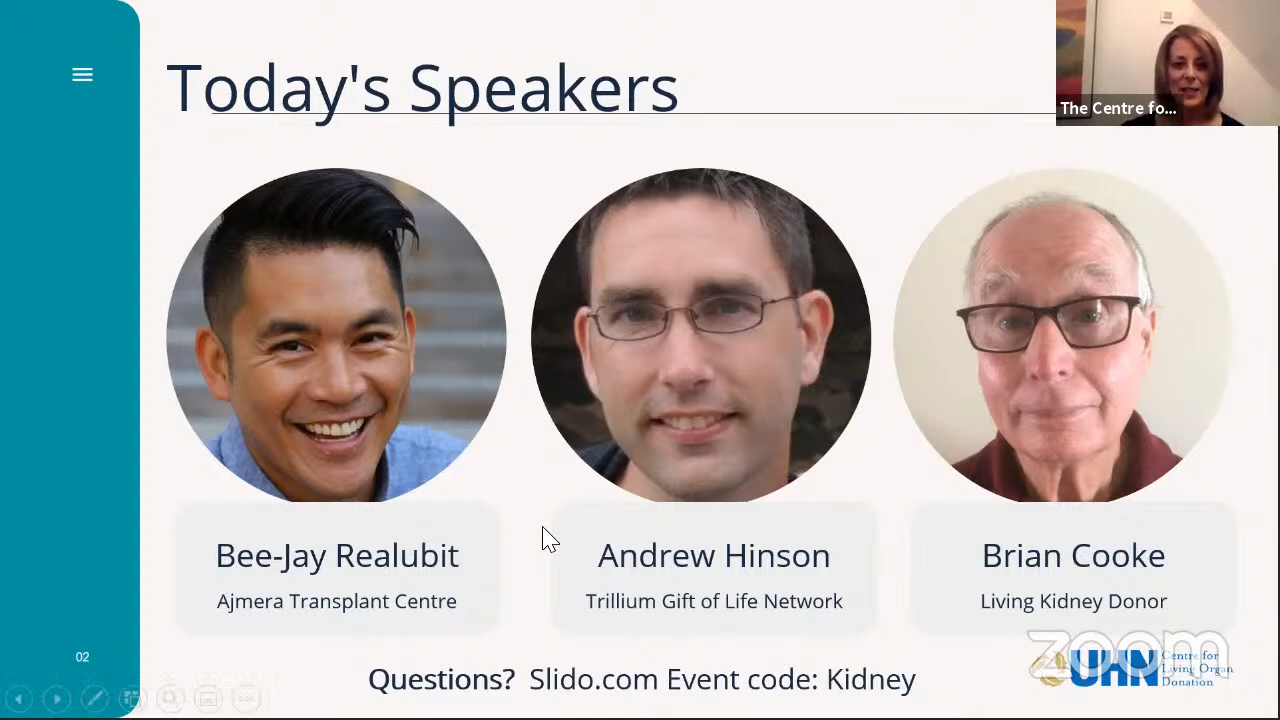 Today's Speakers
The Centre fo...
Bee-Jay Realubit
Ajmera Transplant Centre
Andrew Hinson
Trillium Gift of Life Network
Brian Cooke
Living Kidney Donor
02
Questions? Slido.com Event code: Kidney
zoom
UHN
Centre for
Living Organ
Donation